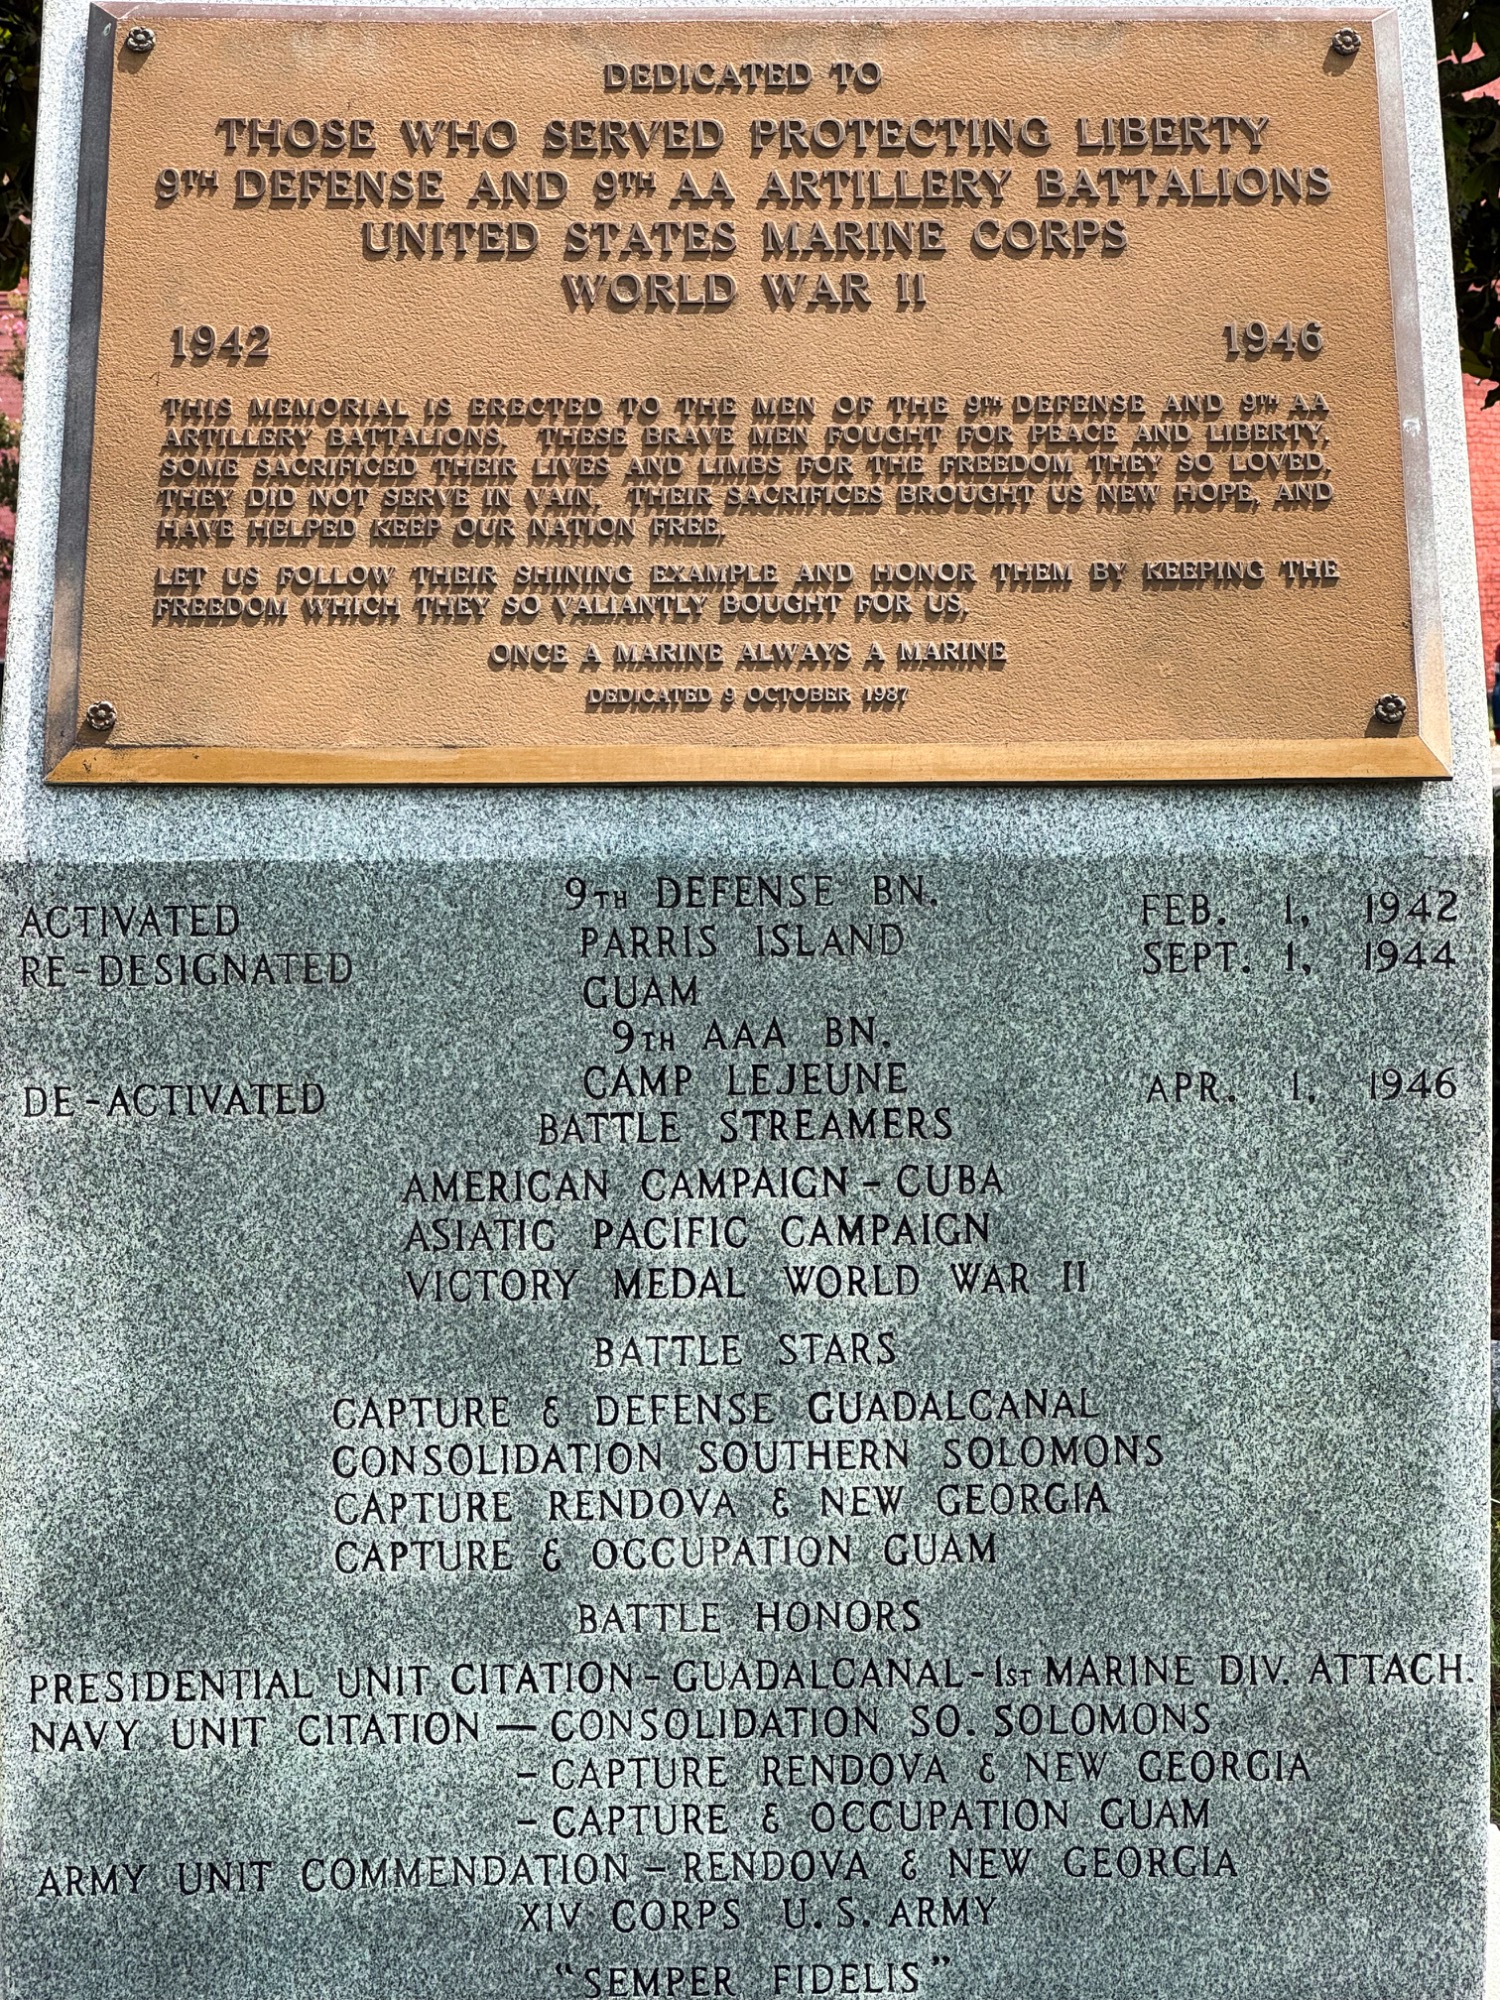 DEDICATED TO
THOSE WHO SERVED PROTECTING LIBERTY
9TH DEFENSE AND 9TH AA ARTILLERY BATTALIONS
UNITED STATES MARINE CORPS
WORLD WAR II
1942 1946
THIS MEMORIAL IS ERECTED TO THE MEN OF THE 9TH DEFENSE AND 9TH AA
ARTILLERY BATTALIONS. THESE BRAVE MEN FOUGHT FOR PEACE AND LIBERTY,
SOME SACRIFICED THEIR LIVES AND LIMBS FOR THE FREEDOM THEY SO LOVED,
THEY DID NOT SERVE IN VAIN. THEIR SACRIFICES BROUGHT US NEW HOPE, AND
HAVE HELPED KEEP OUR NATION FREE.
LET US FOLLOW THEIR SHINING EXAMPLE AND HONOR THEM BY KEEPING THE
FREEDOM WHICH THEY SO VALIANTLY BOUGHT FOR US.
ONCE A MARINE ALWAYS A MARINE
DEDICATED 9 OCTOBER 1987
9TH DEFENSE BN.
ACTIVATED PARRIS ISLAND FEB. 1, 1942
RE-DESIGNATED GUAM SEPT. 1, 1944
9TH AAA BN.
DE-ACTIVATED CAMP LEJEUNE APR. 1, 1946
BATTLE STREAMERS
AMERICAN CAMPAIGN - CUBA
ASIATIC PACIFIC CAMPAIGN
VICTORY MEDAL WORLD WAR II
BATTLE STARS
CAPTURE & DEFENSE GUADALCANAL
CONSOLIDATION SOUTHERN SOLOMONS
CAPTURE RENDOVA & NEW GEORGIA
CAPTURE & OCCUPATION GUAM
BATTLE HONORS
PRESIDENTIAL UNIT CITATION - GUADALCANAL - 1ST MARINE DIV. ATTACH.
NAVY UNIT CITATION — CONSOLIDATION SO. SOLOMONS
- CAPTURE RENDOVA & NEW GEORGIA
- CAPTURE & OCCUPATION GUAM
ARMY UNIT COMMENDATION - RENDOVA & NEW GEORGIA
XIV CORPS U.S. ARMY
"SEMPER FIDELIS"